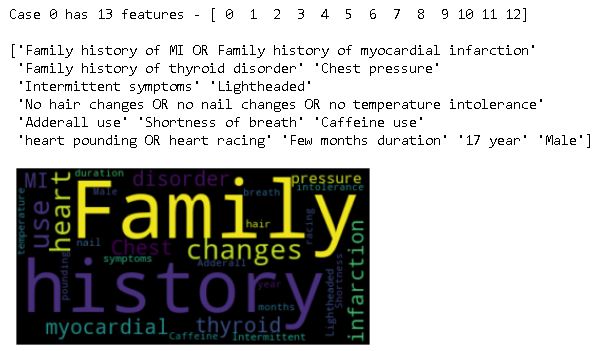 Case 0 has 13 features - [ 0  1  2  3  4  5  6  7  8  9 10 11 12]
['Family history of MI OR Family history of myocardial infarction'
'Family history of thyroid disorder' 'Chest pressure'
'Intermittent symptoms' 'Lightheaded'
'No hair changes OR no nail changes OR no temperature intolerance'
'Adderall use' 'Shortness of breath' 'Caffeine use'
'heart pounding OR heart racing' 'Few months duration' '17 year' 'Male']
duration
MI
disorder
pressure
Male
breath
intolerance
temperature
use
heart
Family
hair
racing
nail
Chest
changes
symptoms
Adderall
pounding
history
year
months
Lightheaded
Shortness
infarction
myocardial
thyroid
Caffeine
Intermittent